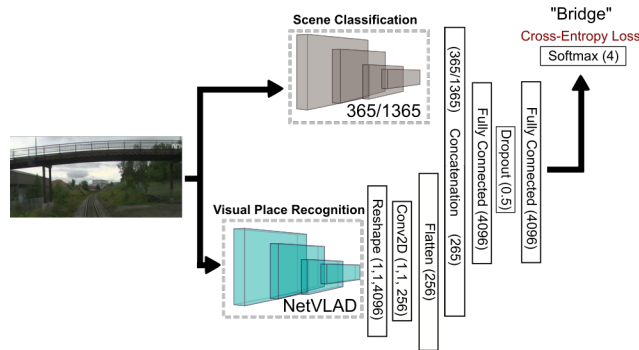 "Bridge"
Scene Classification
Cross-Entropy Loss
Softmax (4)
365/1365
(365/1365) Concatenation (265)
Fully Connected (4096)
Dropout (0.5)
Fully Connected (4096)
Visual Place Recognition
NetVLAD
Reshape (1,1,4096)
Conv2D (1,1, 256)
Flatten (256)